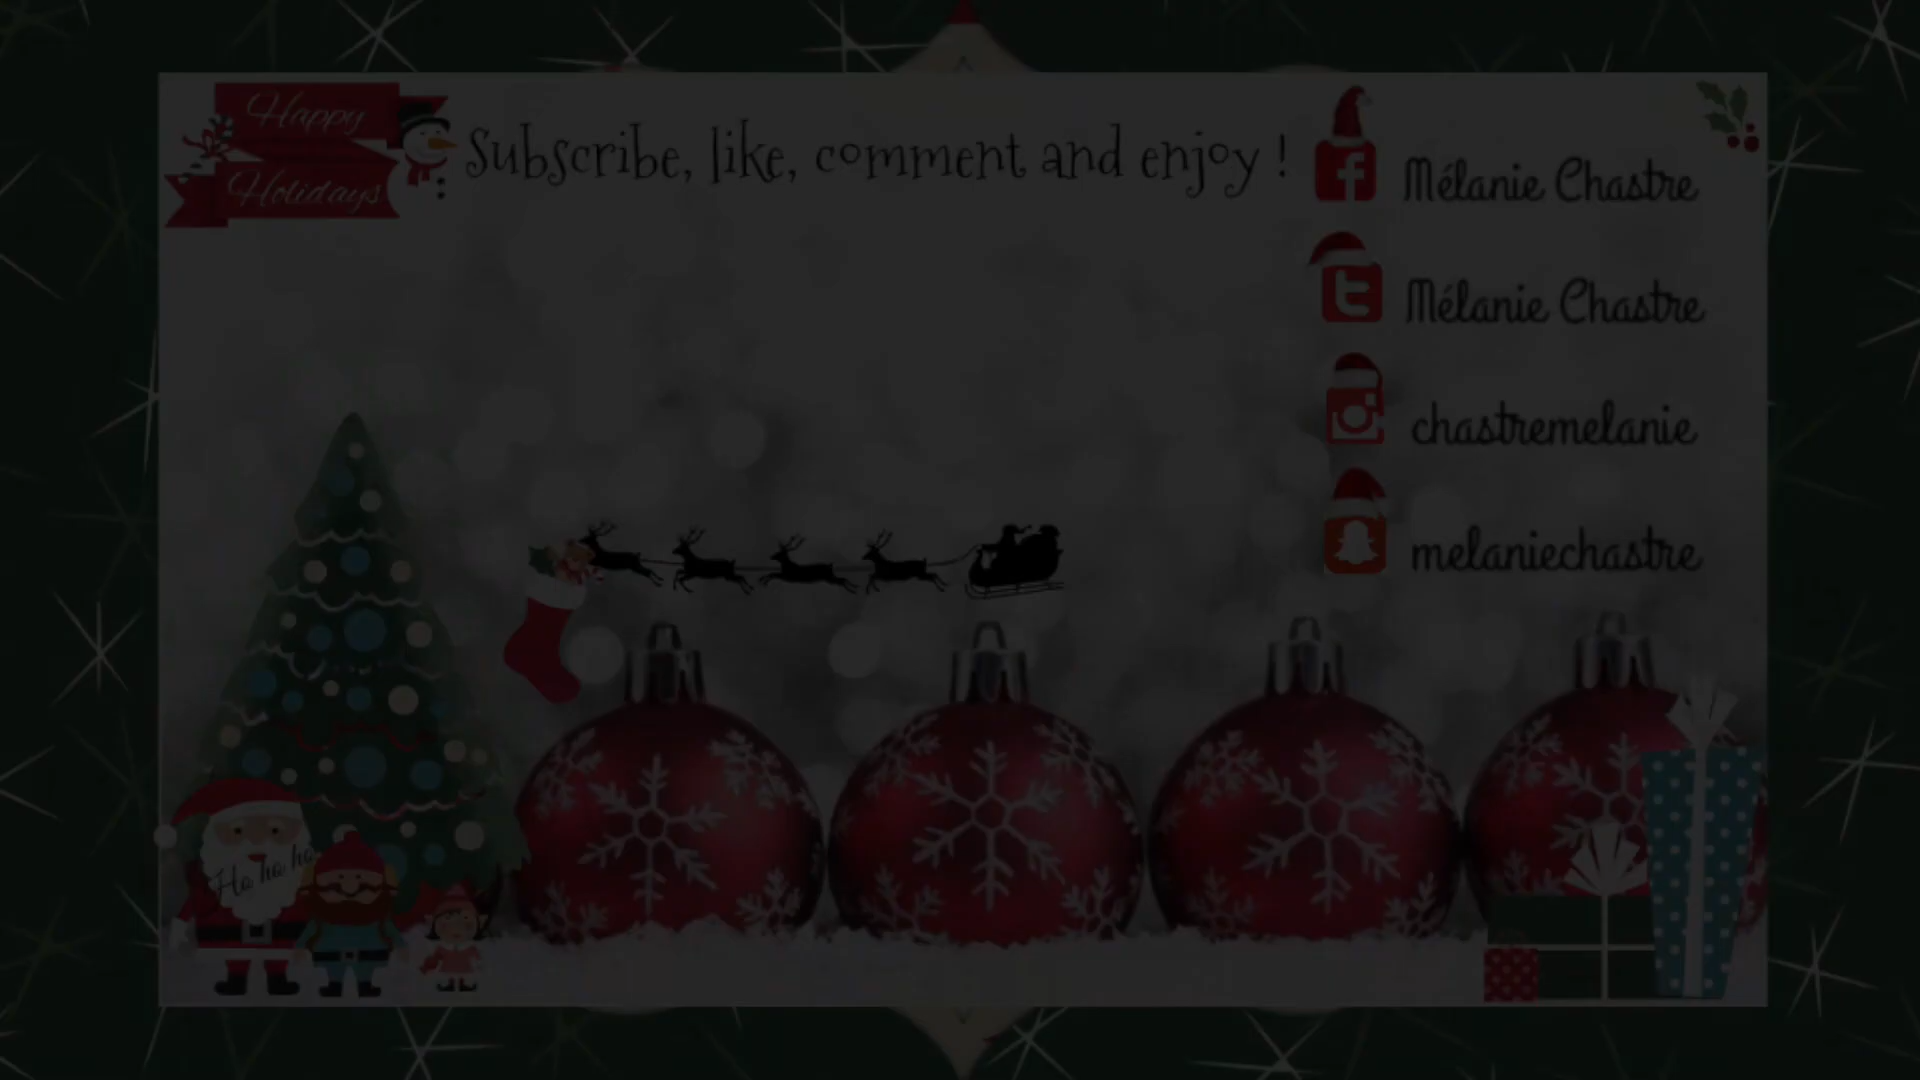 Happy
Holidays
Subscribe, like, comment and enjoy !
Mélanie Chastre
Mélanie Chastre
chastremelanie
melaniechastre
Ho ho ho